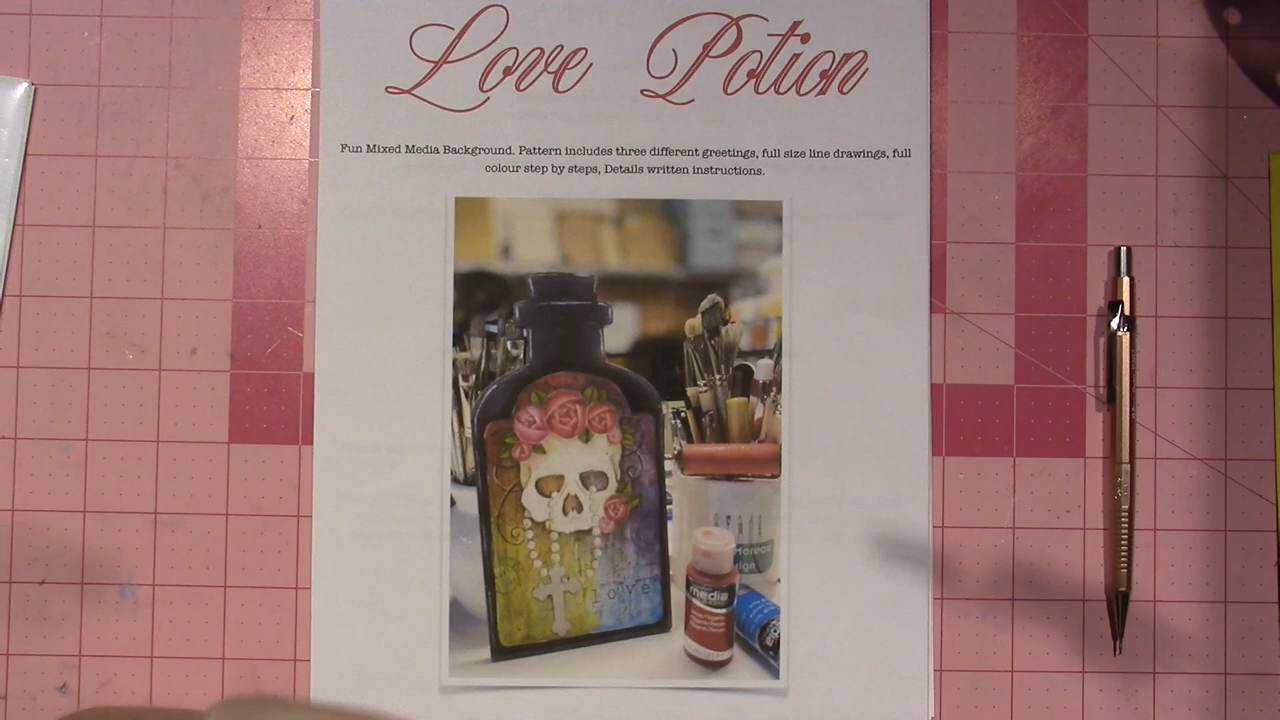 Love Potion
Fun Mixed Media Background. Pattern includes three different greetings, full size line drawings, full
colour step by steps, Details written instructions.
love
media
Moreau